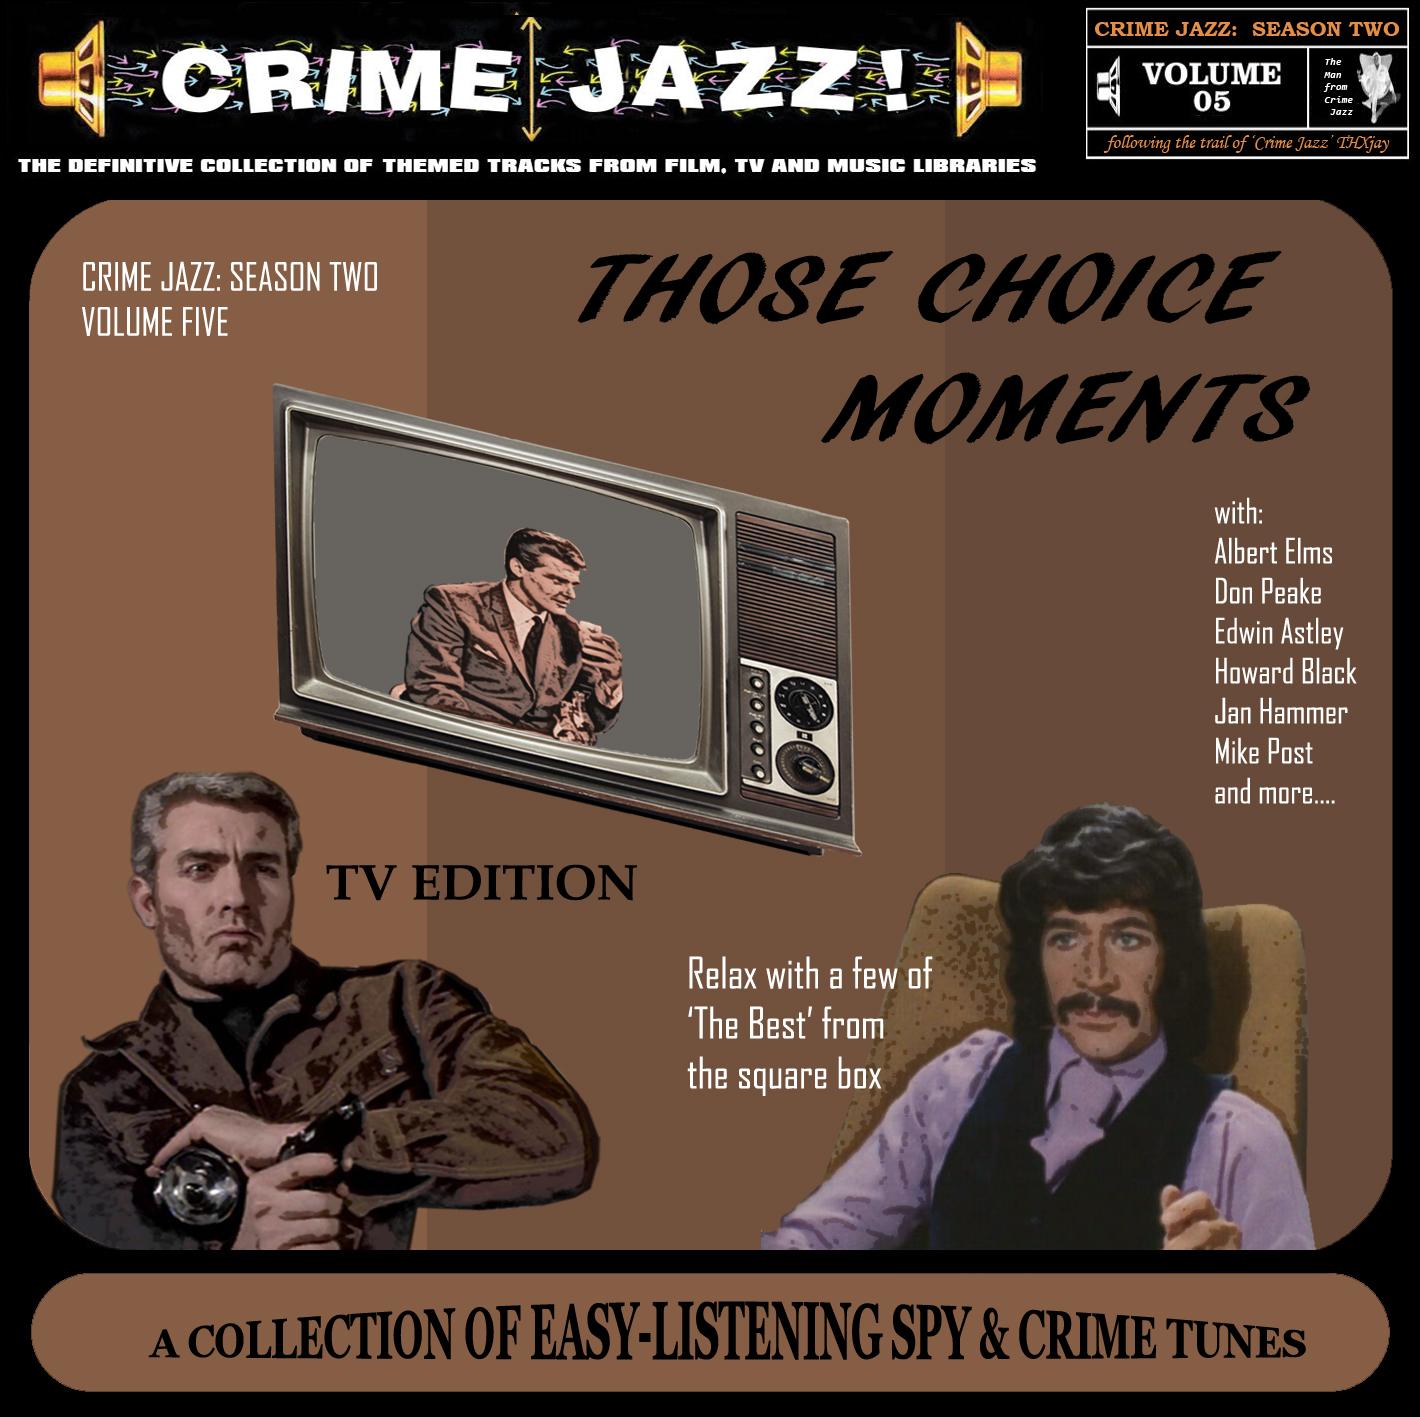 CRIME JAZZ!
THE DEFINITIVE COLLECTION OF THEMED TRACKS FROM FILM, TV AND MUSIC LIBRARIES
CRIME JAZZ: SEASON TWO
VOLUME
05
The
Man
from
Crime
Jazz
following the trail of ‘Crime Jazz’ THXjay
CRIME JAZZ: SEASON TWO
VOLUME FIVE
THOSE CHOICE
MOMENTS
with:
Albert Elms
Don Peake
Edwin Astley
Howard Black
Jan Hammer
Mike Post
and more....
TV EDITION
Relax with a few of
‘The Best’ from
the square box
A COLLECTION OF EASY-LISTENING SPY & CRIME TUNES